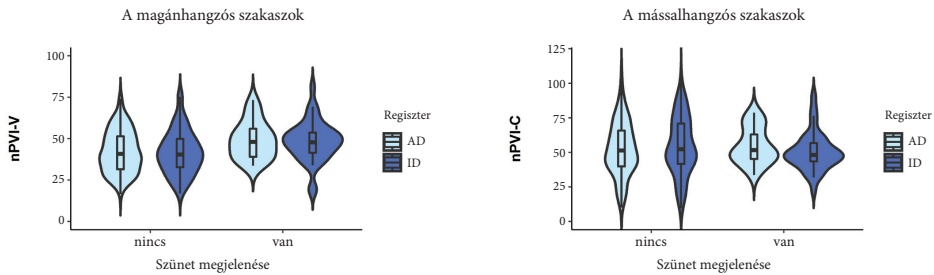 A magánhangzós szakaszok
100
75
50
25
0
nPVI-V
nincs
van
Szünet megjelenése
Regiszter
AD
ID
A mássalhangzós szakaszok
125
100
75
50
25
0
nPVI-C
nincs
van
Szünet megjelenése
Regiszter
AD
ID